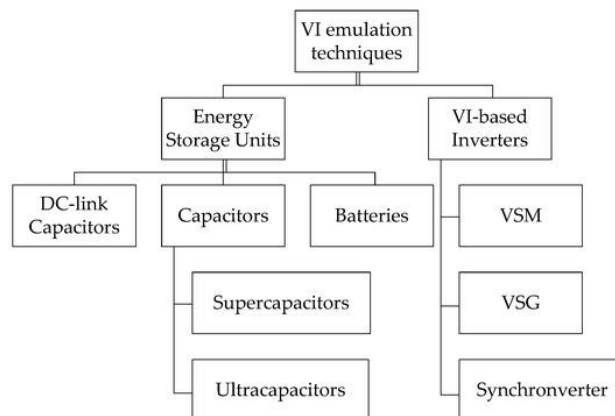 VI emulation
techniques
Energy
Storage Units
VI-based
Inverters
DC-link
Capacitors
Capacitors
Batteries
VSM
Supercapacitors
VSG
Ultracapacitors
Synchronverter